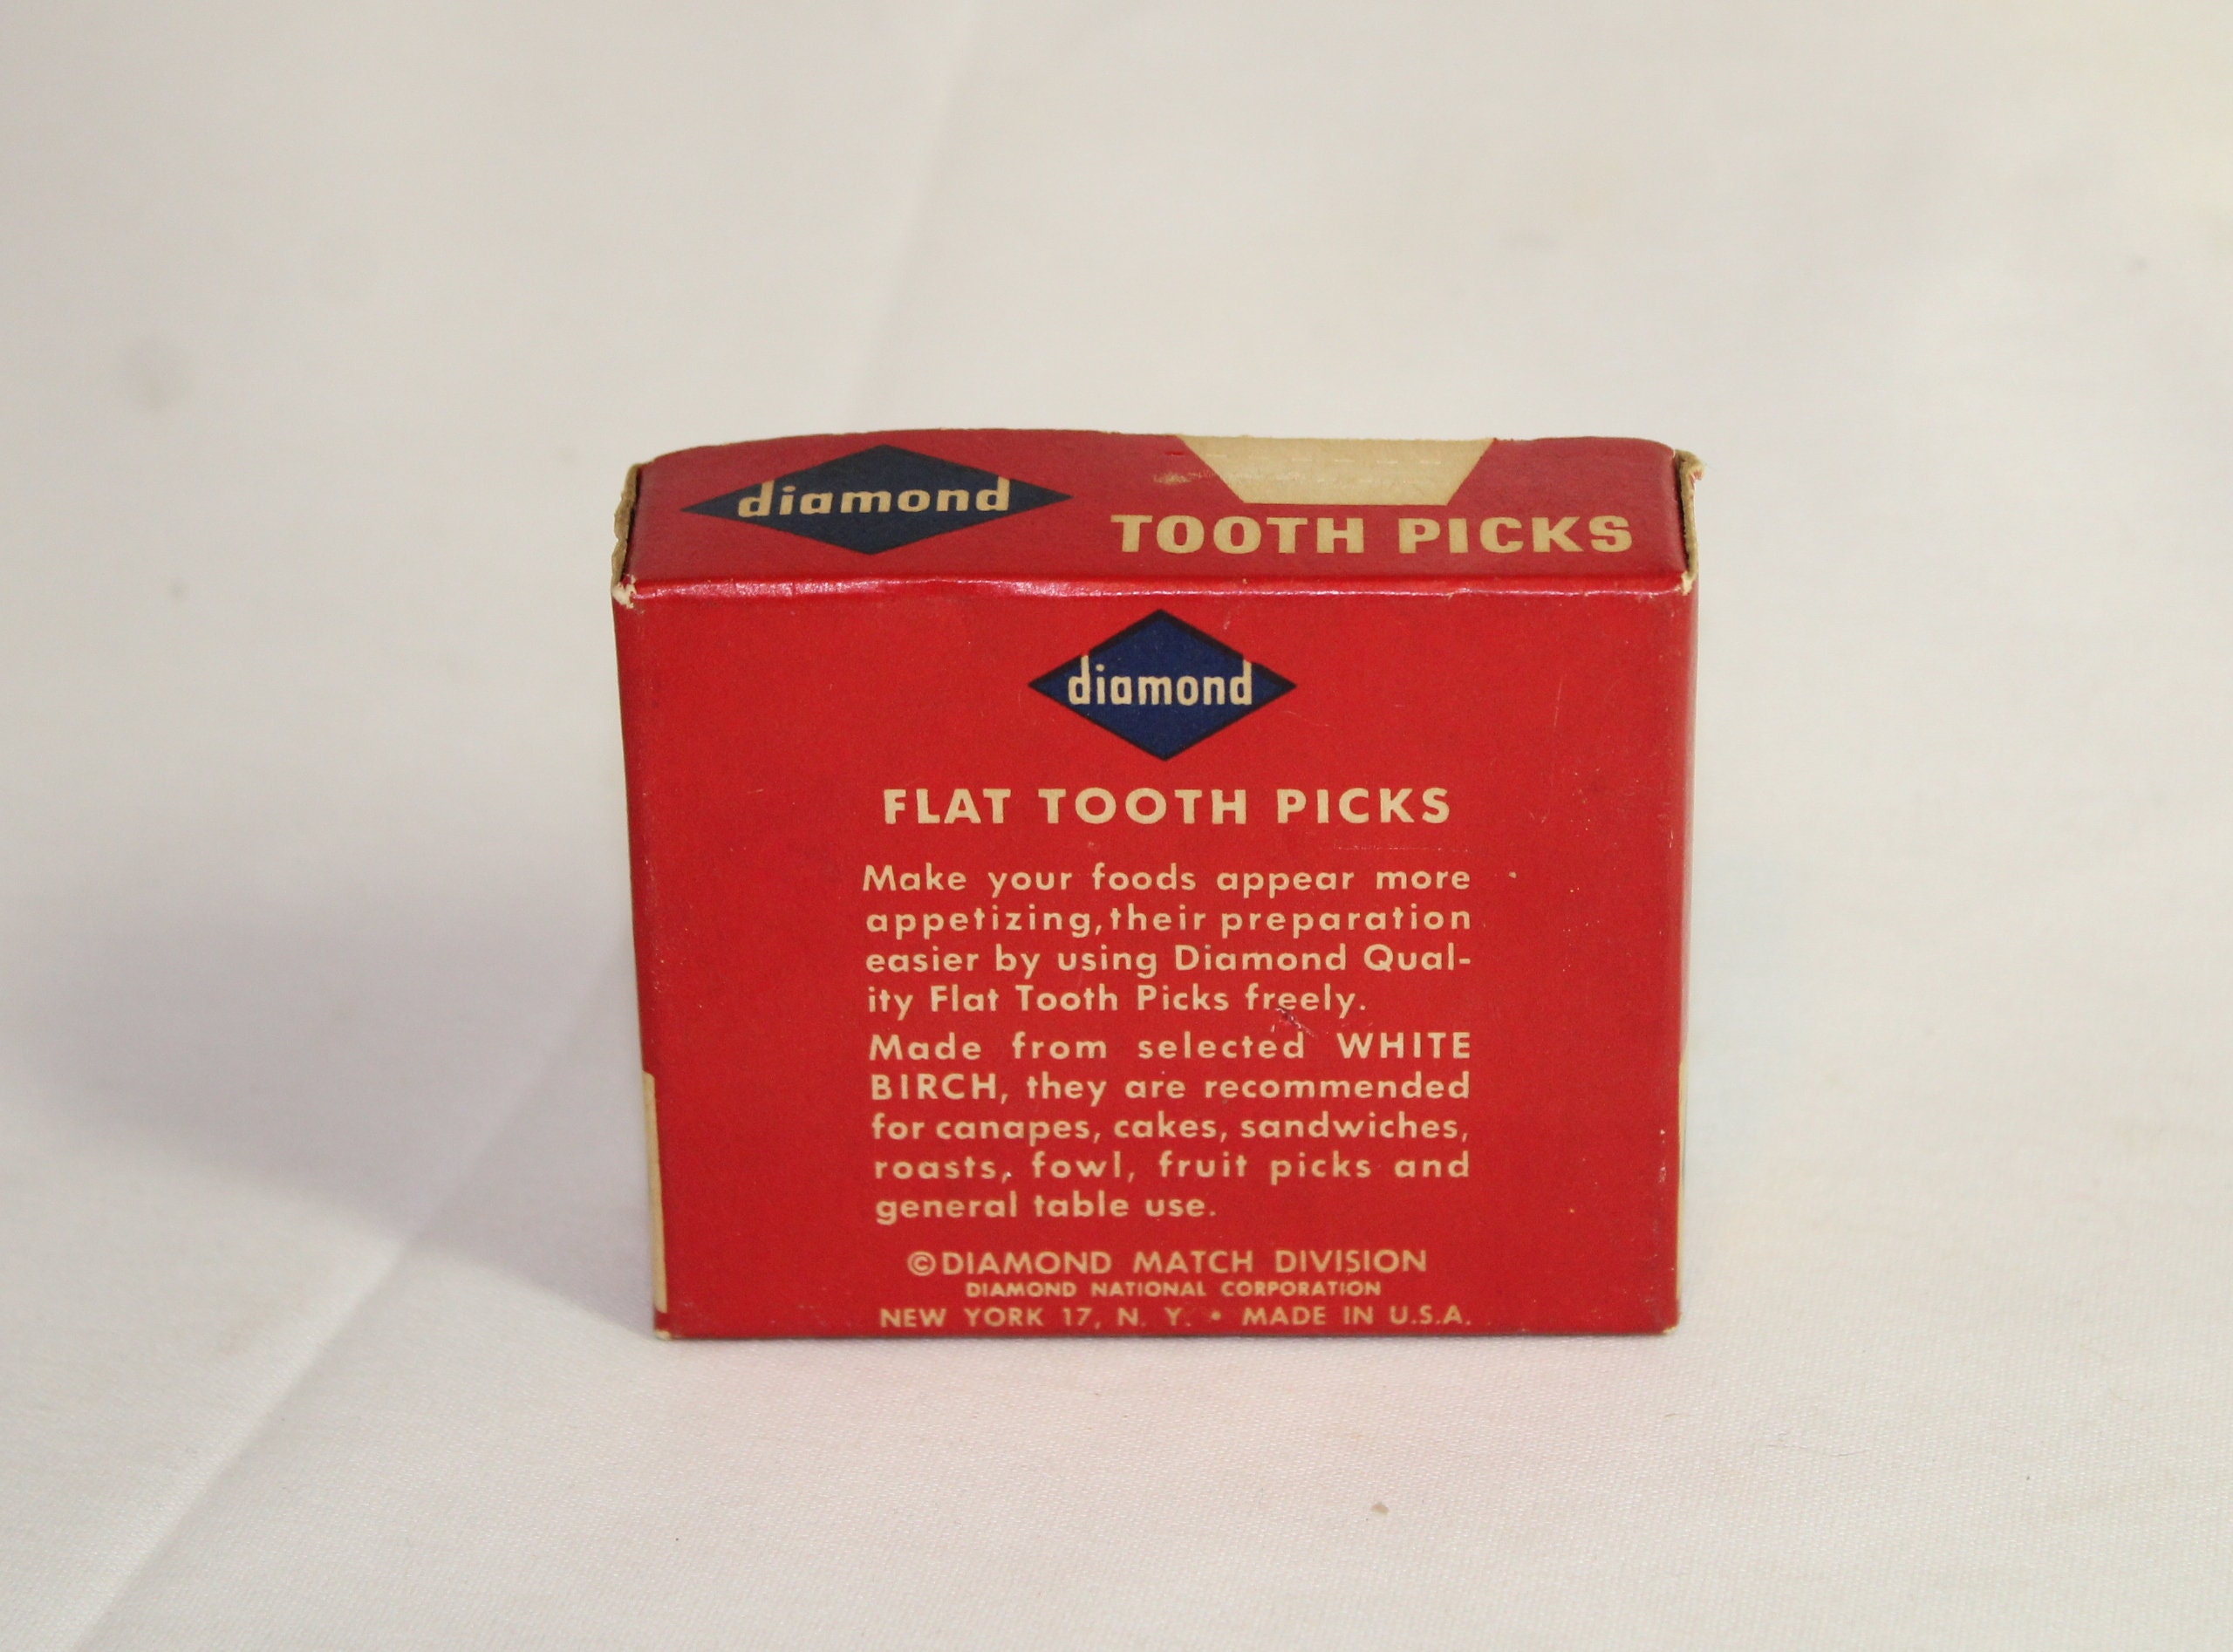 diamond
TOOTH PICKS
diamond
FLAT TOOTH PICKS
Make your foods appear more
appetizing, their preparation
easier by using Diamond Qual-
ity Flat Tooth Picks freely.
Made from selected WHITE
BIRCH, they are recommended
for canapes, cakes, sandwiches,
roasts, fowl, fruit picks and
general table use.
©DIAMOND MATCH DIVISION
DIAMOND NATIONAL CORPORATION
NEW YORK 17, N. Y. • MADE IN U.S.A.